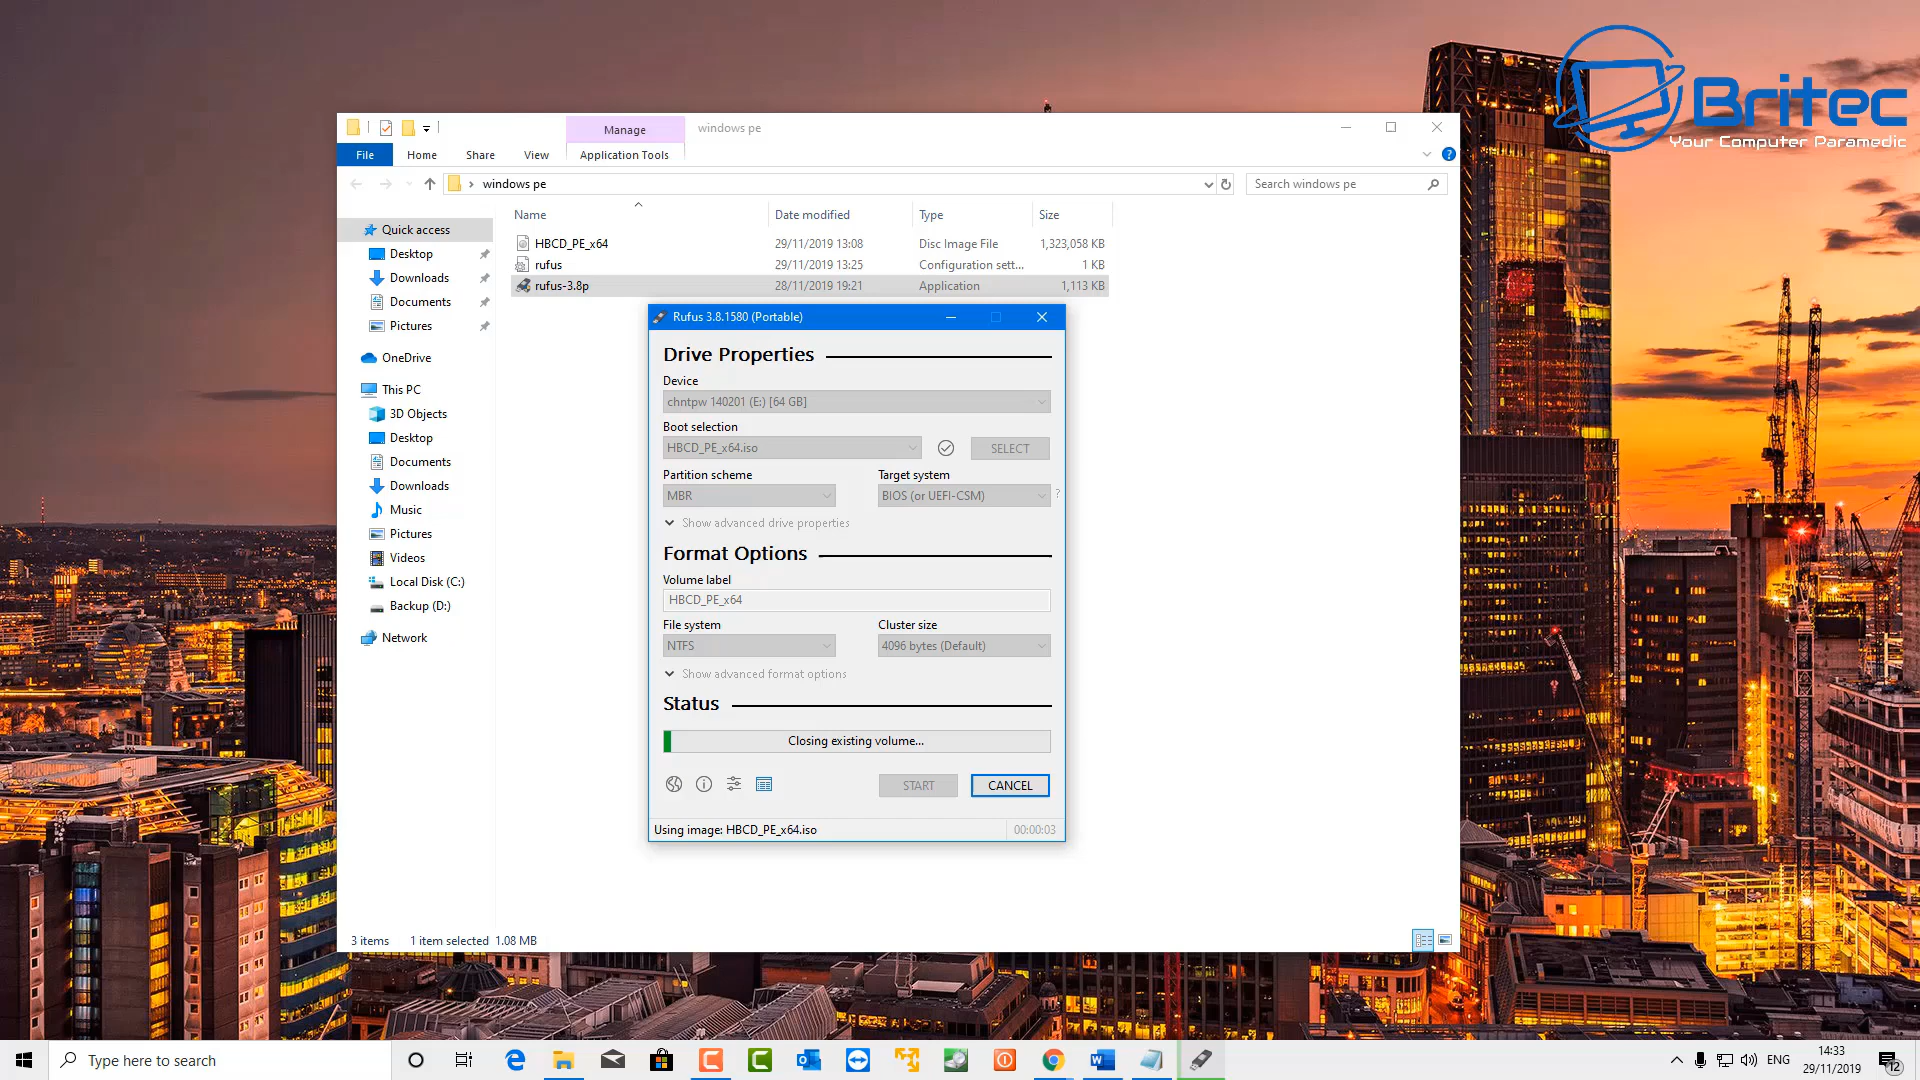 Britec
Your Computer Paramedic
Manage
windows pe
File
Home
Share
View
Application Tools
windows pe
Search windows pe
Name
Date modified
Type
Size
HBCD_PE_x64
29/11/2019 13:08
Disc Image File
1,323,058 KB
rufus
29/11/2019 13:25
Configuration sett...
1 KB
rufus-3.8p
28/11/2019 19:21
Application
1,113 KB
Quick access
Desktop
Downloads
Documents
Pictures
OneDrive
This PC
3D Objects
Desktop
Documents
Downloads
Music
Pictures
Videos
Local Disk (C:)
Backup (D:)
Network
Rufus 3.8.1580 (Portable)
Drive Properties
Device
chntpw 140201 (E:) [64 GB]
Boot selection
HBCD_PE_x64.iso
SELECT
Partition scheme
Target system
MBR
BIOS (or UEFI-CSM)
?
Show advanced drive properties
Format Options
Volume label
HBCD_PE_x64
File system
Cluster size
NTFS
4096 bytes (Default)
Show advanced format options
Status
Closing existing volume...
START
CANCEL
Using image: HBCD_PE_x64.iso
00:00:03
3 items
1 item selected 1.08 MB
Type here to search
ENG
14:33
29/11/2019
12